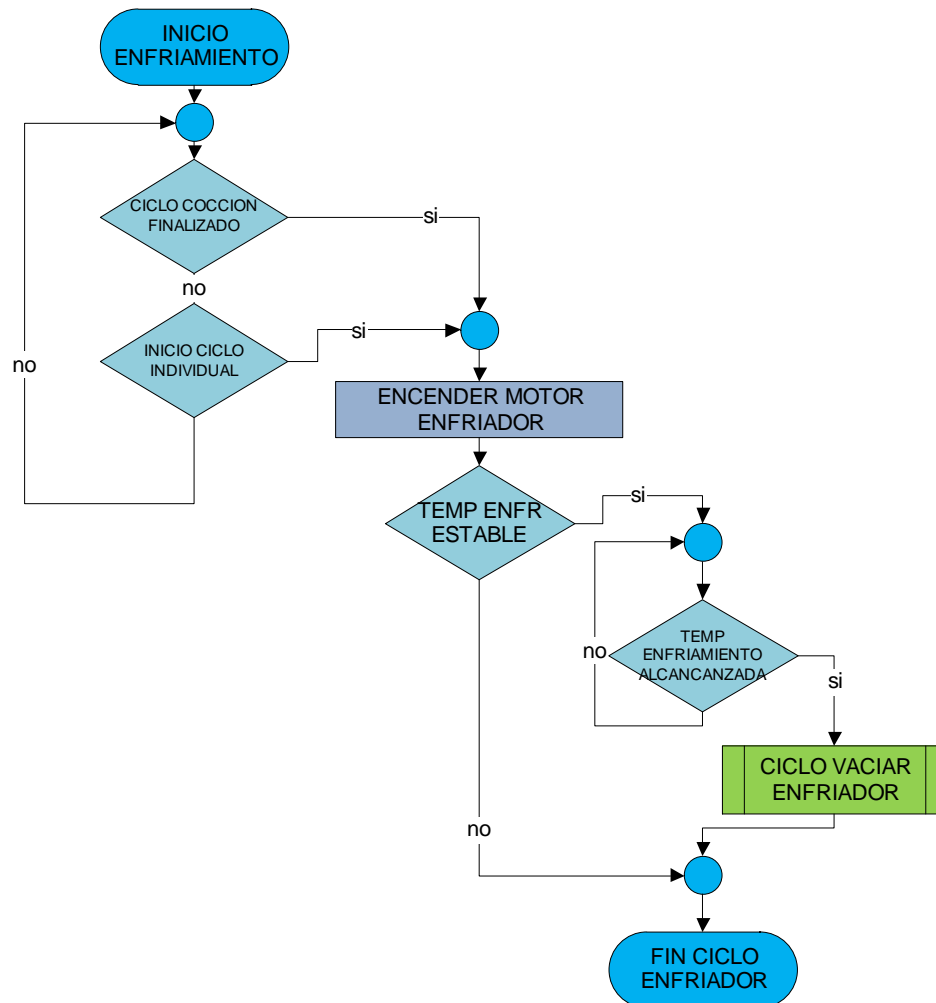 INICIO
ENFRIAMIENTO
CICLO COCCION
FINALIZADO
si
no
INICIO CICLO
INDIVIDUAL
si
no
ENCENDER MOTOR
ENFRIADOR
TEMP ENFR
ESTABLE
si
TEMP
ENFRIAMIENTO
ALCANCANZADA
no
si
CICLO VACIAR
ENFRIADOR
no
FIN CICLO
ENFRIADOR